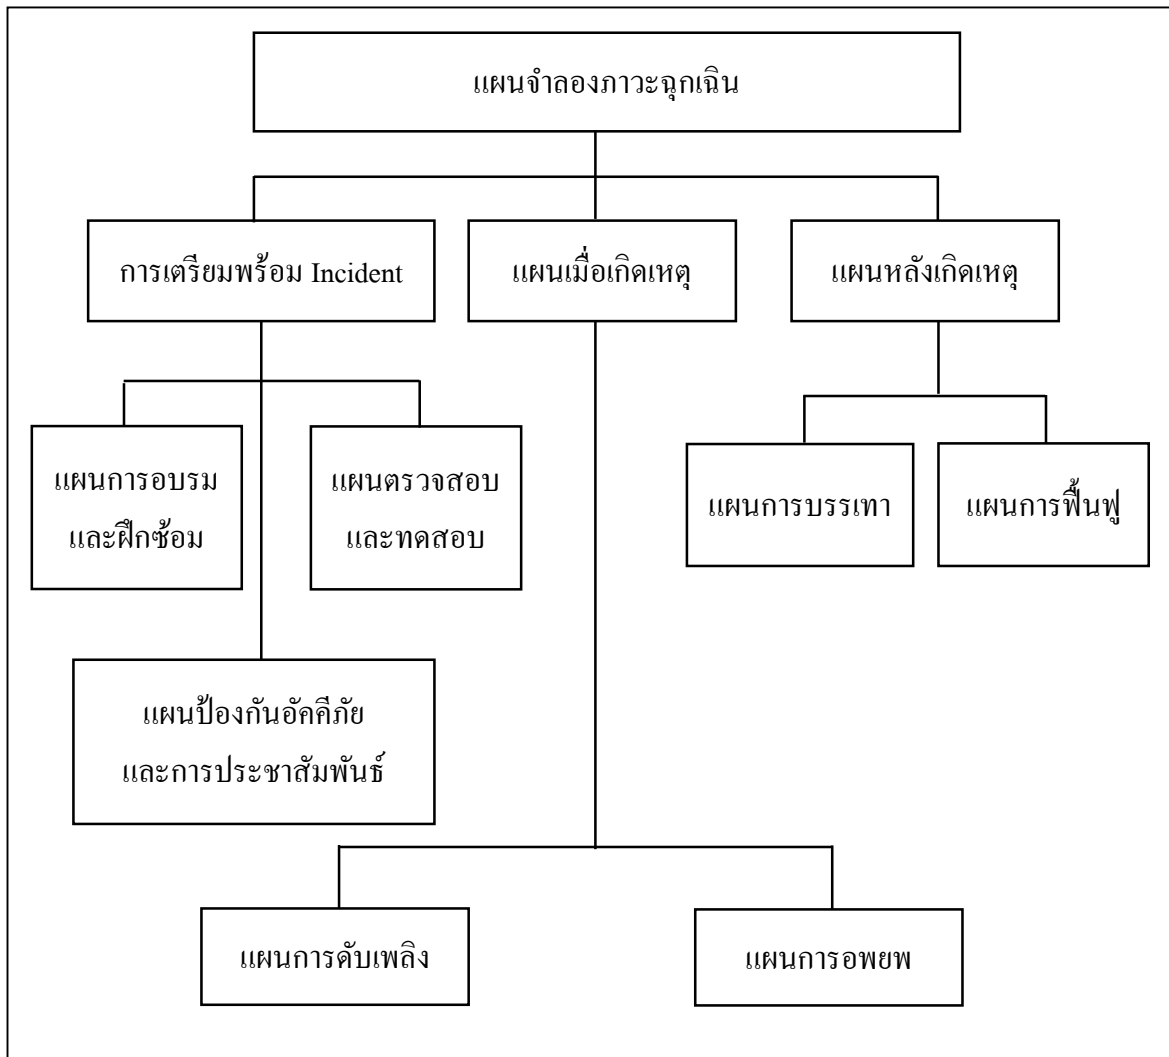 แผนจำลองภาวะฉุกเฉิน
การเตรียมพร้อม Incident
แผนเมื่อเกิดเหตุ
แผนหลังเกิดเหตุ
แผนการอบรม
และฝึกซ้อม
แผนตรวจสอบ
และทดสอบ
แผนการบรรเทา
แผนการฟื้นฟู
แผนป้องกันอัคคีภัย
และการประชาสัมพันธ์
แผนการดับเพลิง
แผนการอพยพ